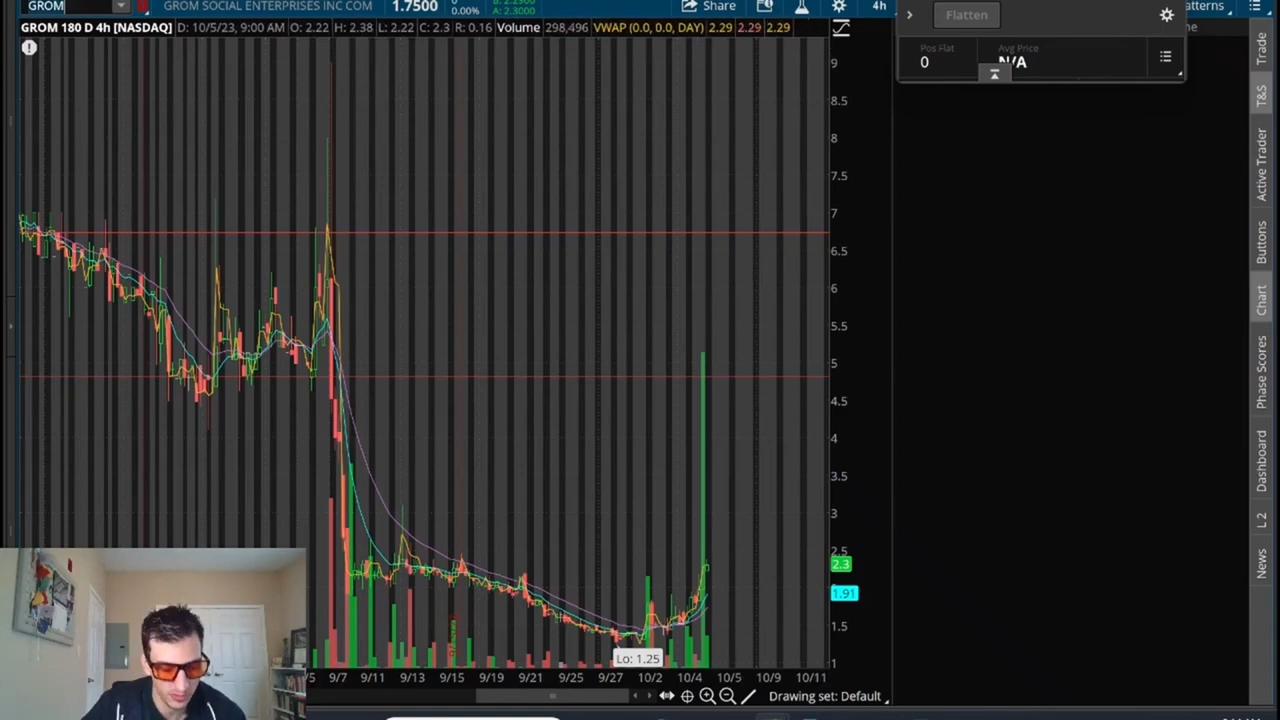 GROM
GROM SOCIAL ENTERPRISES INC COM
1.7500
0
0.00%
B: 2.2900
A: 2.3000
Share
4h
GROM 180 D 4h [NASDAQ]
D: 10/5/23, 9:00 AM
O: 2.22
H: 2.38
L: 2.22
C: 2.3
R: 0.16
Volume
298,496
VWAP (0.0, 0.0, DAY)
2.29
2.29
2.29
9
8.5
8
7.5
7
6.5
6
5.5
5
4.5
4
3.5
3
2.5
2.3
1.91
1.5
1
Lo: 1.25
9/7
9/11
9/13
9/15
9/19
9/21
9/25
9/27
10/2
10/4
10/5
10/9
10/11
Drawing set: Default
Flatten
Pos Flat
0
Avg Price
N/A
Trade
T&S
Active Trader
Buttons
Chart
Phase Scores
Dashboard
L 2
News